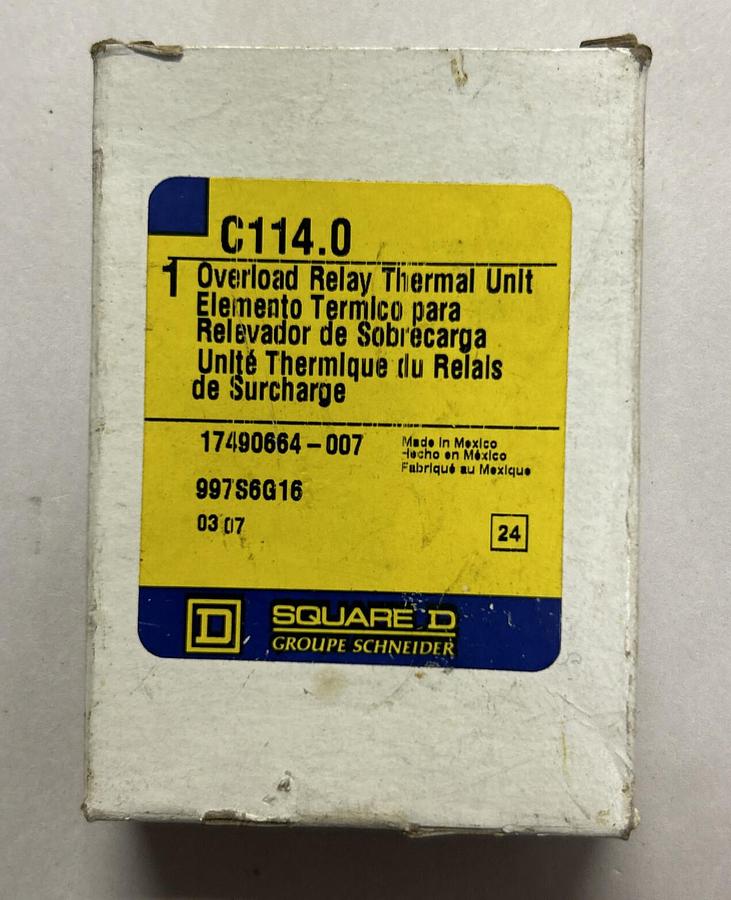 C114.0
1 Overload Relay Thermal Unit
Elemento Termico para
Relevador de Sobrecarga
Unité Thermique du Relais
de Surcharge
17490664-007
Made in Mexico
Hecho en México
Fabriqué au Mexique
997S6G16
03 07
24
D
SQUARE D
GROUPE SCHNEIDER